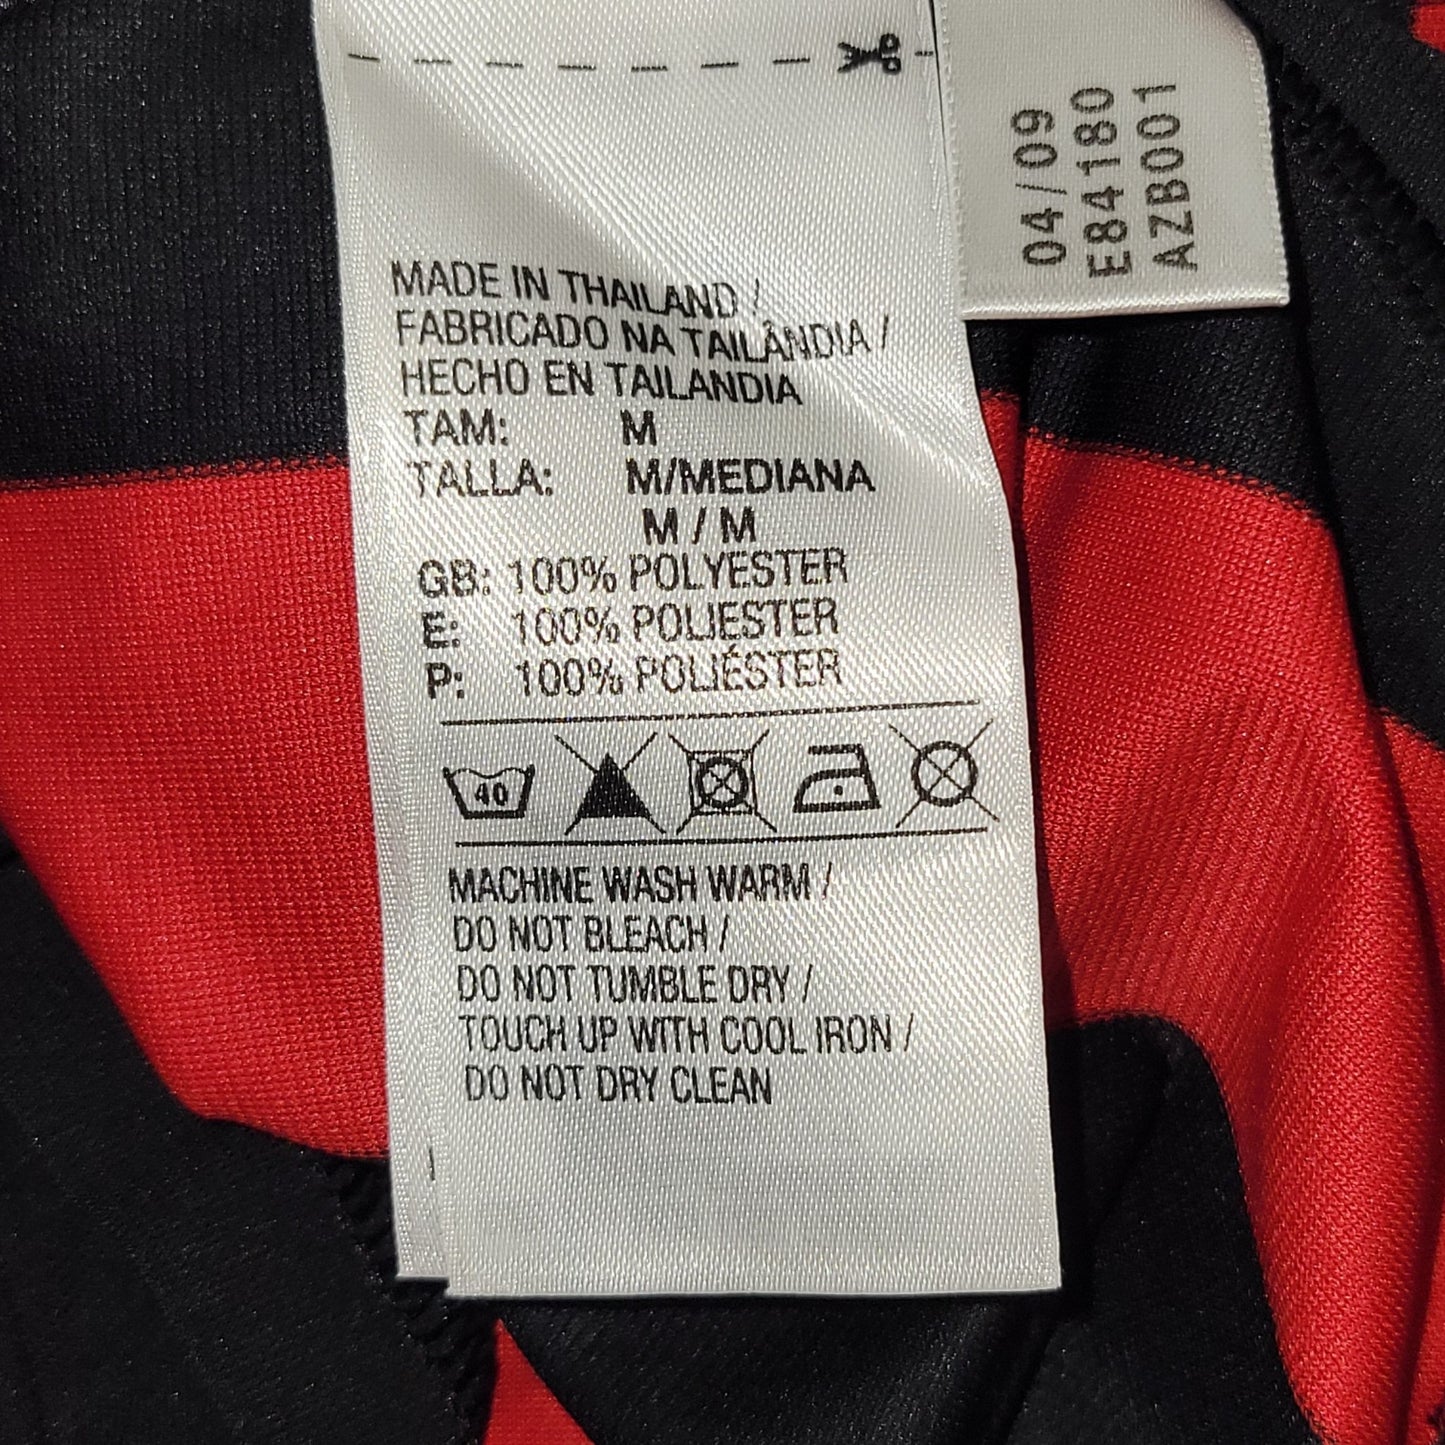 MADE IN THAILAND /
FABRICADO NA TAILÂNDIA /
HECHO EN TAILANDIA
TAM: M
TALLA: M/MEDIANA
M / M
GB: 100% POLYESTER
E: 100% POLIESTER
P: 100% POLIÉSTER
40
MACHINE WASH WARM /
DO NOT BLEACH /
DO NOT TUMBLE DRY /
TOUCH UP WITH COOL IRON /
DO NOT DRY CLEAN
04/09
E84180
AZB001